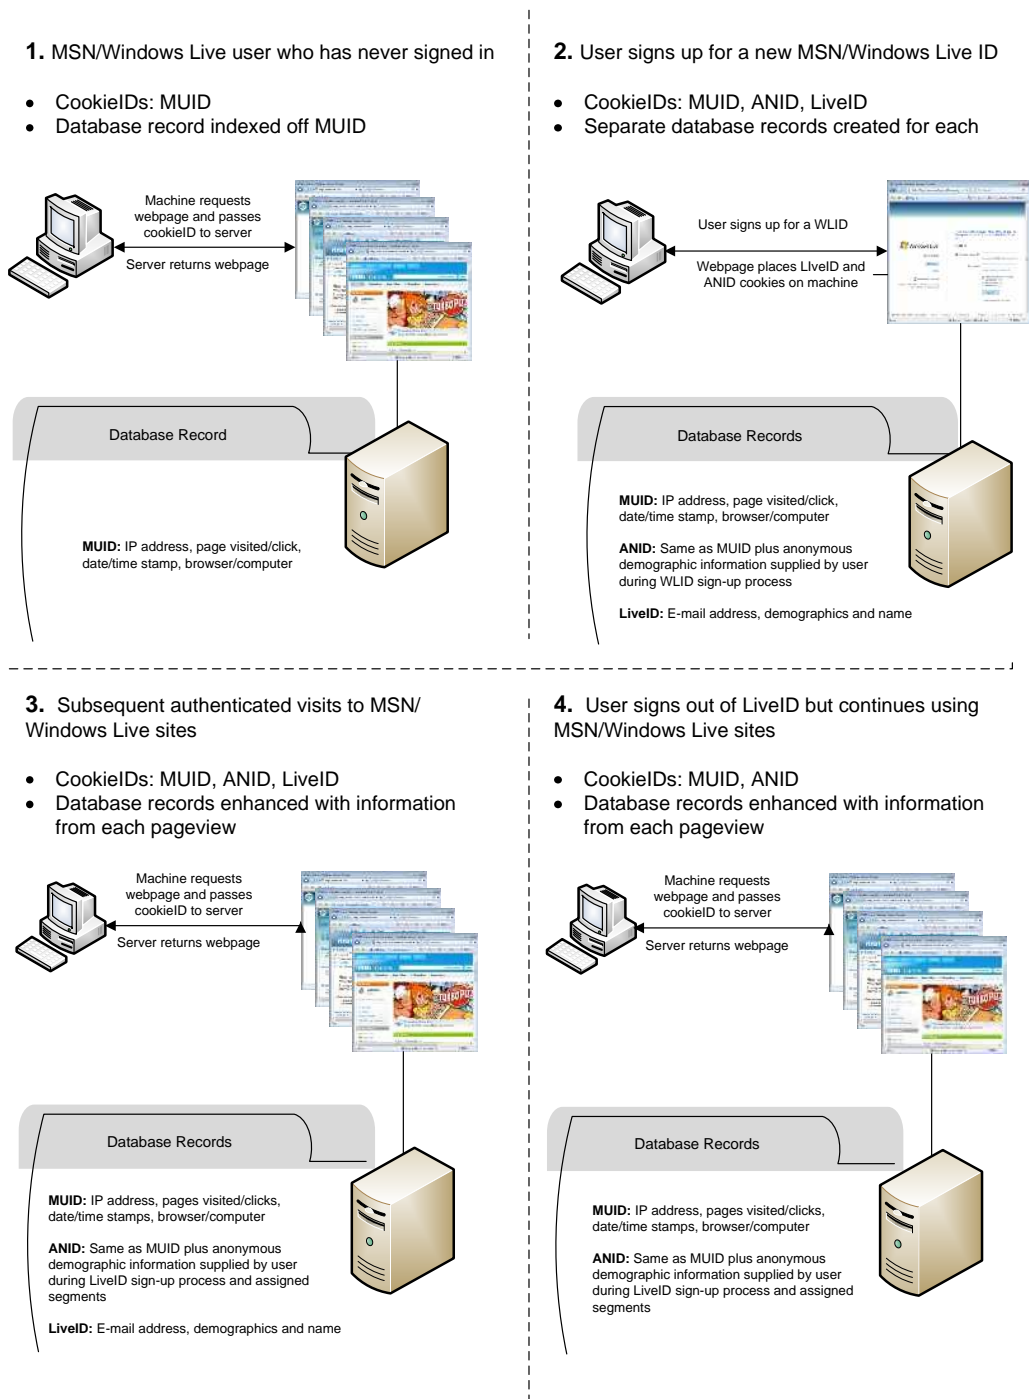 1. MSN/Windows Live user who has never signed in
• CookieIDs: MUID
• Database record indexed off MUID
Machine requests
webpage and passes
cookieID to server
Server returns webpage
Database Record
MUID: IP address, page visited/click,
date/time stamp, browser/computer
2. User signs up for a new MSN/Windows Live ID
• CookieIDs: MUID, ANID, LiveID
• Separate database records created for each
User signs up for a WLID
Webpage places LIveID and
ANID cookies on machine
Database Records
MUID: IP address, page visited/click,
date/time stamp, browser/computer
ANID: Same as MUID plus anonymous
demographic information supplied by user
during WLID sign-up process
LiveID: E-mail address, demographics and name
3. Subsequent authenticated visits to MSN/
Windows Live sites
• CookieIDs: MUID, ANID, LiveID
• Database records enhanced with information
from each pageview
Machine requests
webpage and passes
cookieID to server
Server returns webpage
Database Records
MUID: IP address, pages visited/clicks,
date/time stamps, browser/computer
ANID: Same as MUID plus anonymous
demographic information supplied by user
during LiveID sign-up process and assigned
segments
LiveID: E-mail address, demographics and name
4. User signs out of LiveID but continues using
MSN/Windows Live sites
• CookieIDs: MUID, ANID
• Database records enhanced with information
from each pageview
Machine requests
webpage and passes
cookieID to server
Server returns webpage
Database Records
MUID: IP address, pages visited/clicks,
date/time stamps, browser/computer
ANID: Same as MUID plus anonymous
demographic information supplied by user
during LiveID sign-up process and assigned
segments